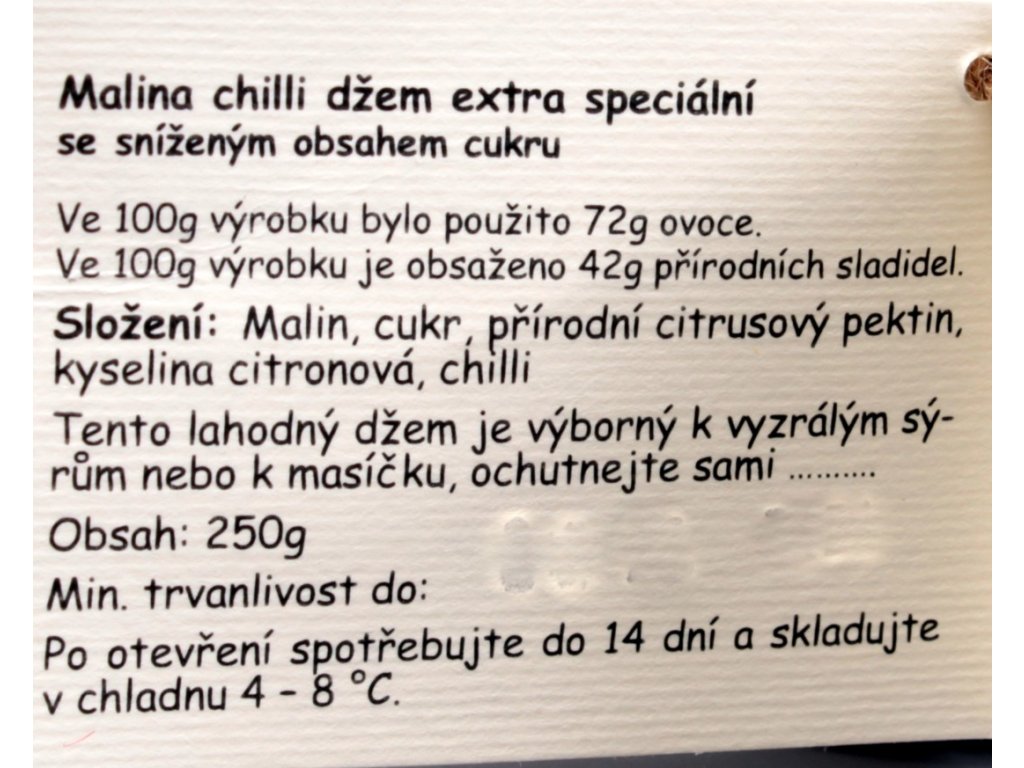 Malina chilli džem extra speciální
se sníženým obsahem cukru
Ve 100g výrobku bylo použito 72g ovoce.
Ve 100g výrobku je obsaženo 42g přírodních sladidel.
Složení: Malin, cukr, přírodní citrusový pektin,
kyselina citronová, chilli
Tento lahodný džem je výborný k vyzrálým sý-
rům nebo k masíčku, ochutnejte sami ..........
Obsah: 250g
Min. trvanlivost do:
Po otevření spotřebujte do 14 dní a skladujte
v chladnu 4 - 8 °C.